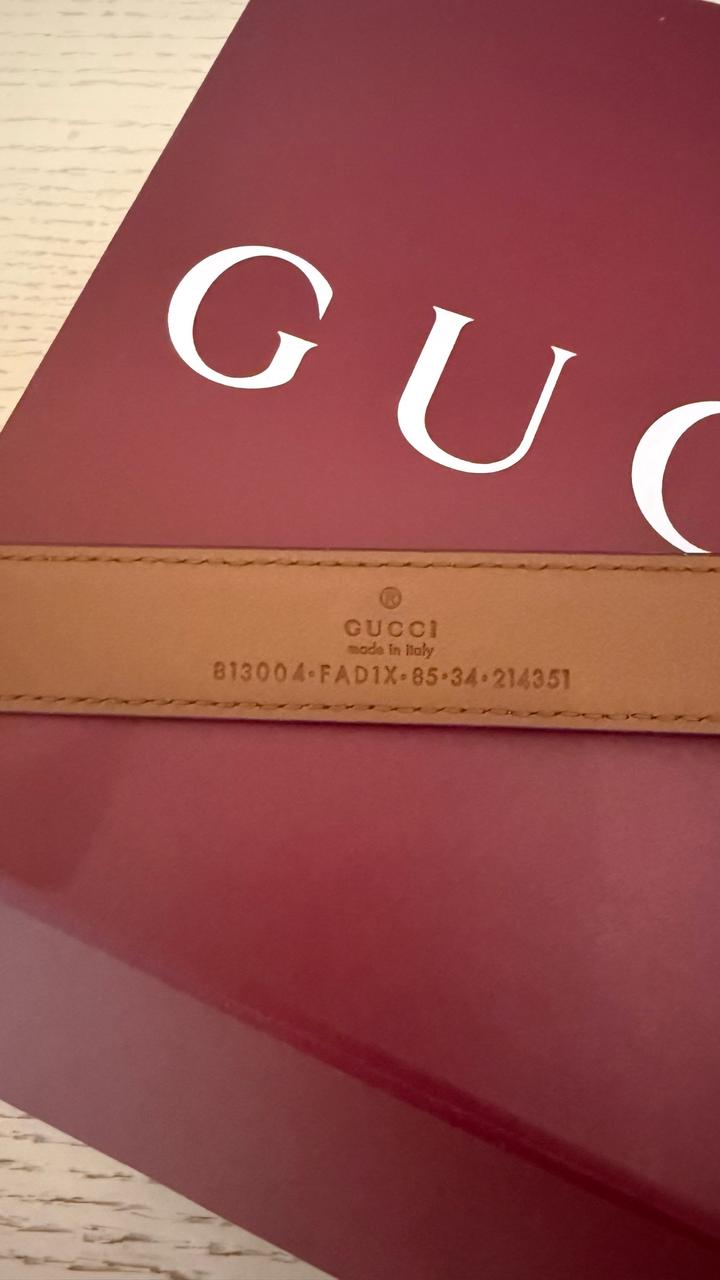 GUC
®
GUCCI
made in italy
813004•FAD1X•85•34•214351